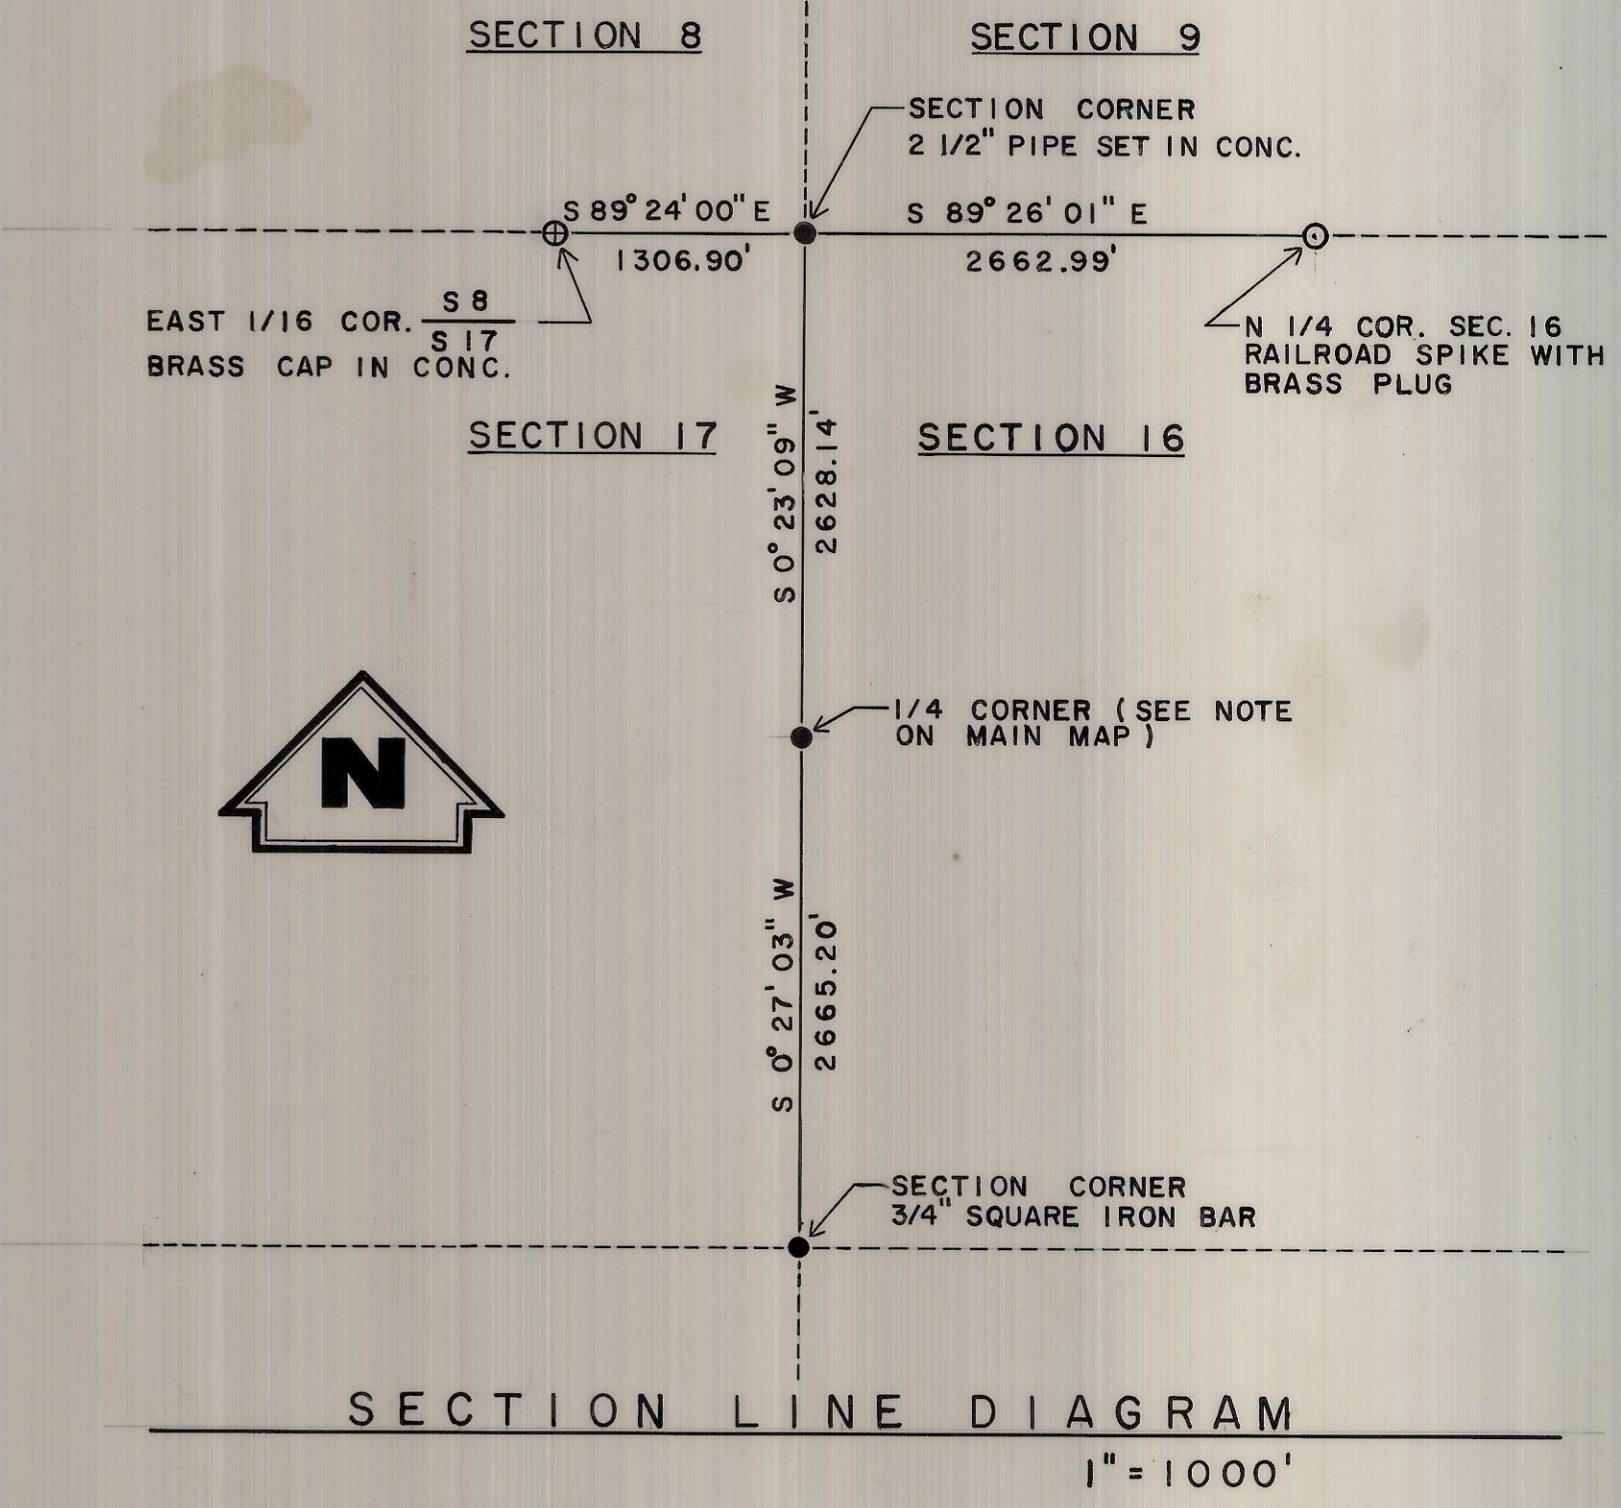 SECTION 8
SECTION 9
SECTION CORNER
2 1/2" PIPE SET IN CONC.
S 89° 24' 00" E
1306.90'
S 89° 26' 01" E
2662.99'
EAST 1/16 COR. S 8
S 17
BRASS CAP IN CONC.
N 1/4 COR. SEC. 16
RAILROAD SPIKE WITH
BRASS PLUG
SECTION 17
SECTION 16
S 0° 23' 09" W
2628.14'
N
1/4 CORNER (SEE NOTE
ON MAIN MAP)
S 0° 27' 03" W
2665.20'
SECTION CORNER
3/4" SQUARE IRON BAR
SECTION LINE DIAGRAM
1" = 1000'